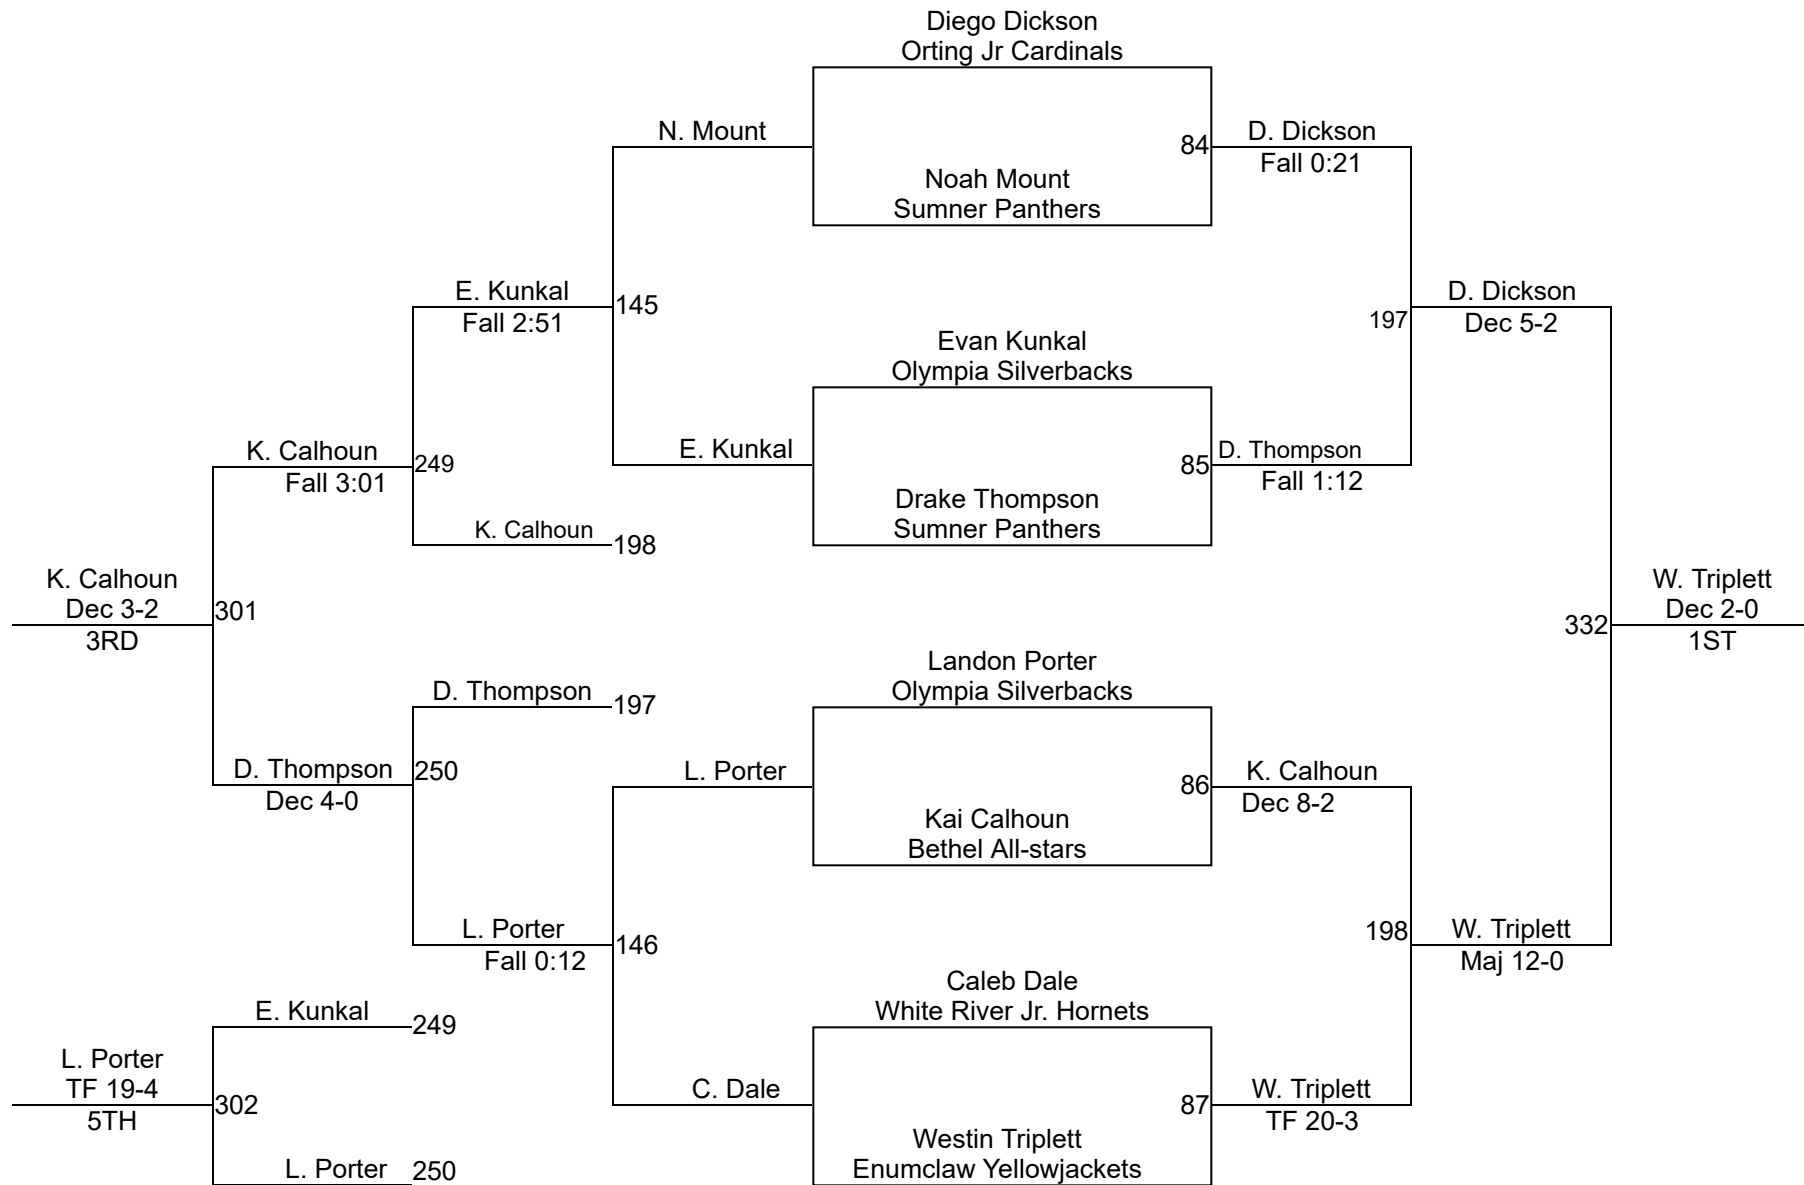 Diego Dickson
Orting Jr Cardinals
N. Mount
84
D. Dickson
Fall 0:21
Noah Mount
Sumner Panthers
E. Kunkal
Fall 2:51
145
197
D. Dickson
Dec 5-2
Evan Kunkal
Olympia Silverbacks
K. Calhoun
Fall 3:01
249
E. Kunkal
85
D. Thompson
Fall 1:12
Drake Thompson
Sumner Panthers
K. Calhoun
198
K. Calhoun
Dec 3-2
3RD
301
332
W. Triplett
Dec 2-0
1ST
Landon Porter
Olympia Silverbacks
D. Thompson
197
D. Thompson
Dec 4-0
250
L. Porter
86
K. Calhoun
Dec 8-2
Kai Calhoun
Bethel All-stars
L. Porter
Fall 0:12
146
198
W. Triplett
Maj 12-0
Caleb Dale
White River Jr. Hornets
E. Kunkal
249
L. Porter
TF 19-4
5TH
302
C. Dale
87
W. Triplett
TF 20-3
Westin Triplett
Enumclaw Yellowjackets
L. Porter
250